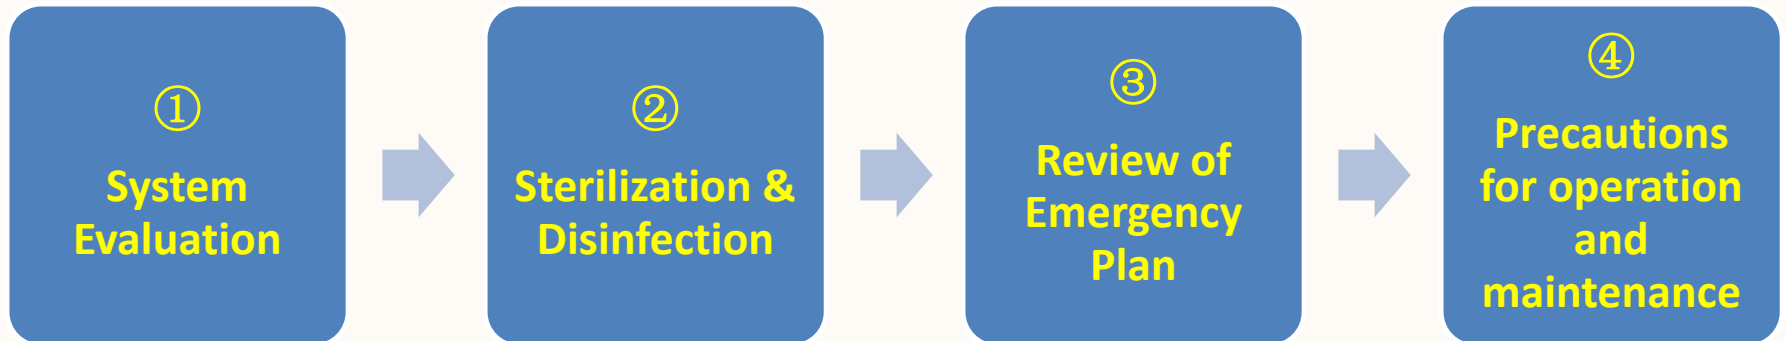 ①
System
Evaluation
②
Sterilization &
Disinfection
③
Review of
Emergency
Plan
④
Precautions
for operation
and
maintenance